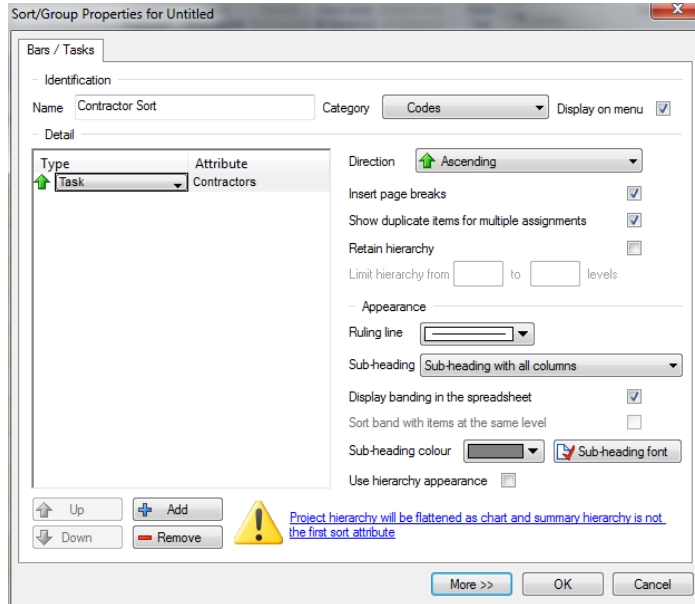 Sort/Group Properties for Untitled
Bars / Tasks
Identification
Name Contractor Sort Category Codes Display on menu
Detail
Type Attribute
Task Contractors
Direction Ascending
Insert page breaks
Show duplicate items for multiple assignments
Retain hierarchy
Limit hierarchy from to levels
Appearance
Ruling line
Sub-heading Sub-heading with all columns
Display banding in the spreadsheet
Sort band with items at the same level
Sub-heading colour Sub-heading font
Use hierarchy appearance
Up Add
Down Remove
Project hierarchy will be flattened as chart and summary hierarchy is not
the first sort attribute
More >> OK Cancel